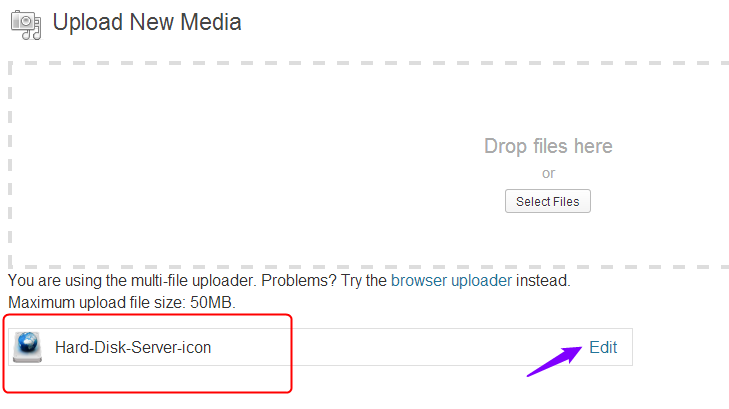 Upload New Media
Drop files here
or
Select Files
You are using the multi-file uploader. Problems? Try the browser uploader instead.
Maximum upload file size: 50MB.
Hard-Disk-Server-icon Edit